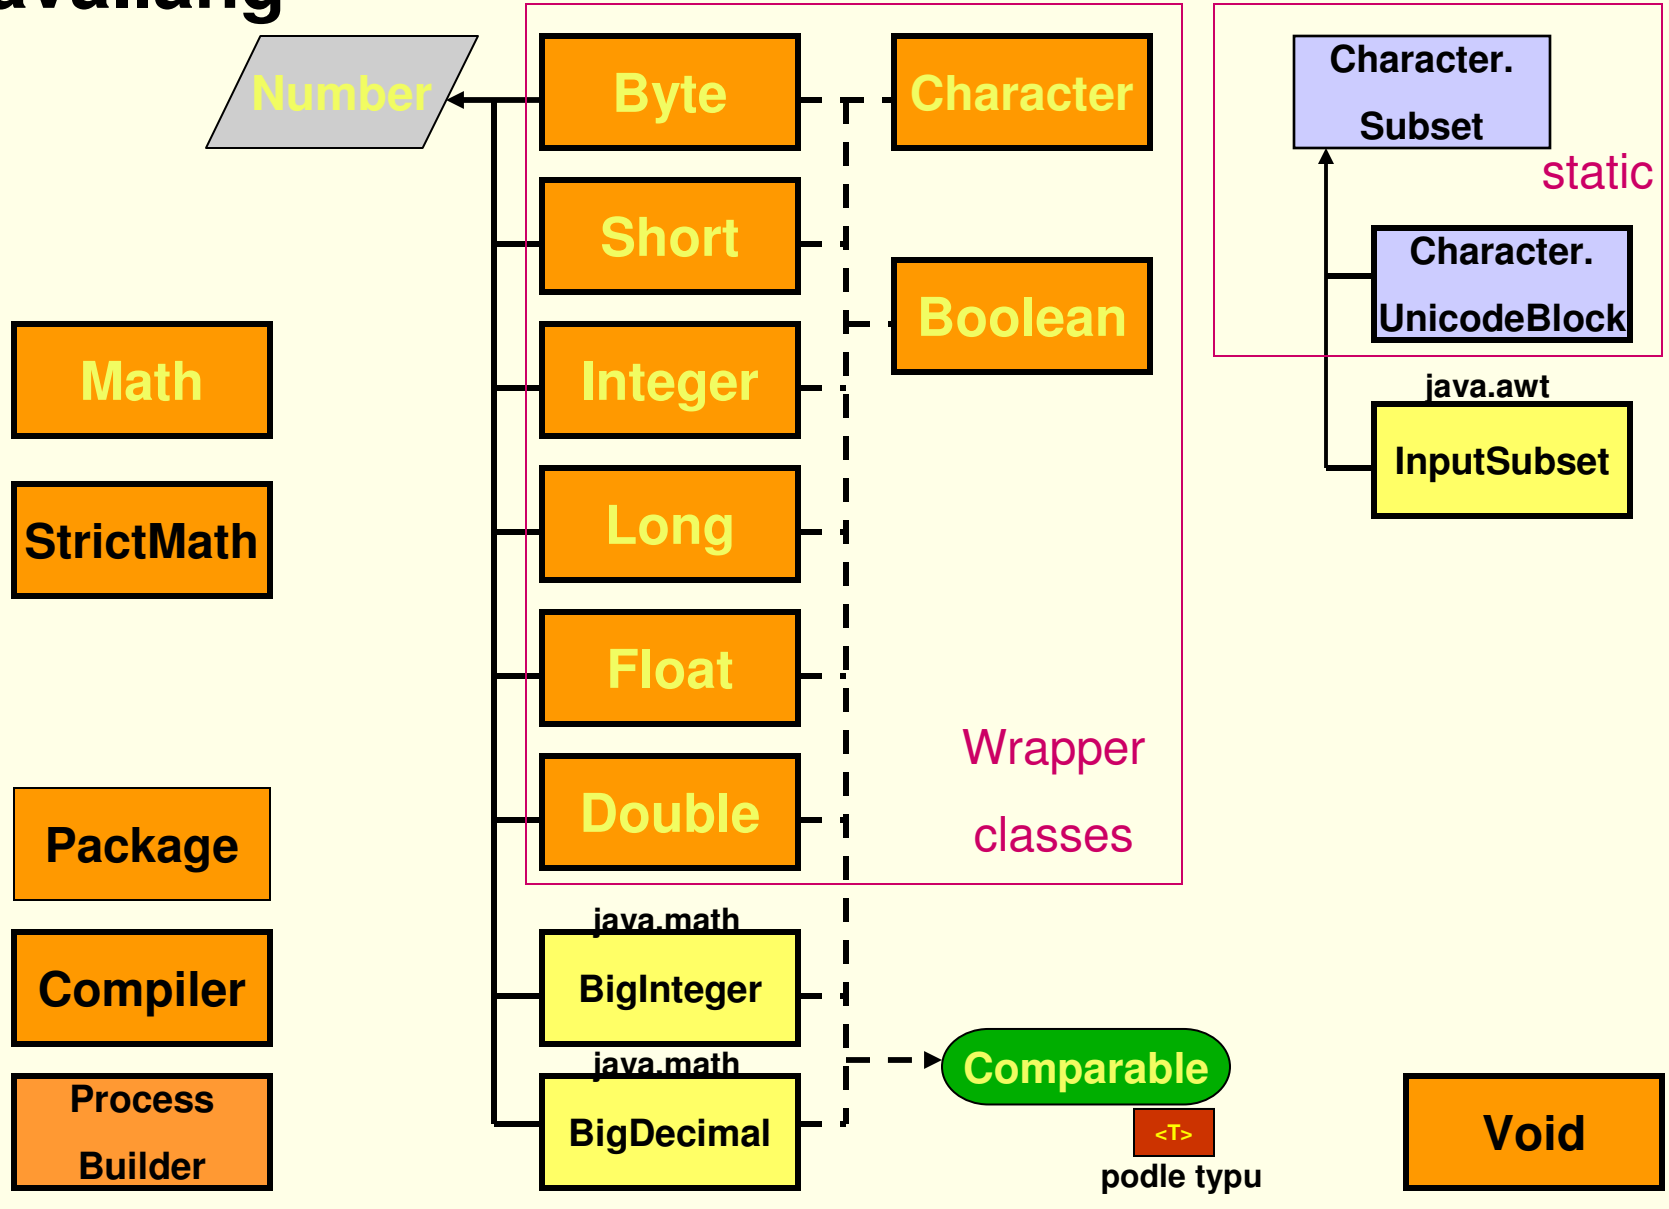 Number
Byte
Character
Character.
Subset
static
Short
Character.
UnicodeBlock
Boolean
Math
Integer
java.awt
InputSubset
StrictMath
Long
Float
Wrapper
classes
Package
Double
java.math
BigInteger
Compiler
java.math
BigDecimal
Comparable
<T>
podle typu
Process
Builder
Void